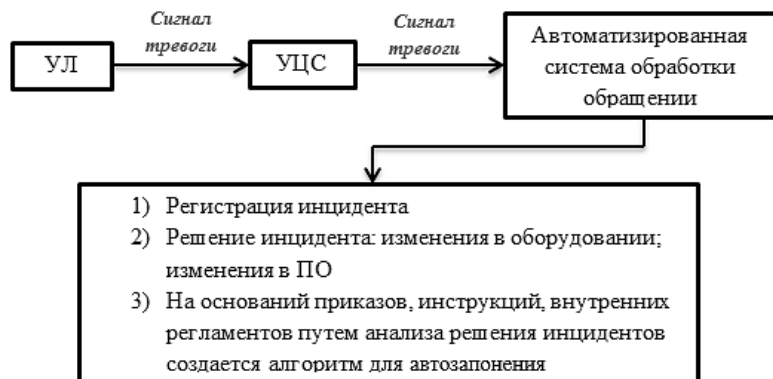 Сигнал
тревоги
Сигнал
тревоги
УЛ
УЦС
Автоматизированная
система обработки
обращении
1) Регистрация инцидента
2) Решение инцидента: изменения в оборудовании;
изменения в ПО
3) На оснований приказов, инструкций, внутренних
регламентов путем анализа решения инцидентов
создается алгоритм для автозапонения